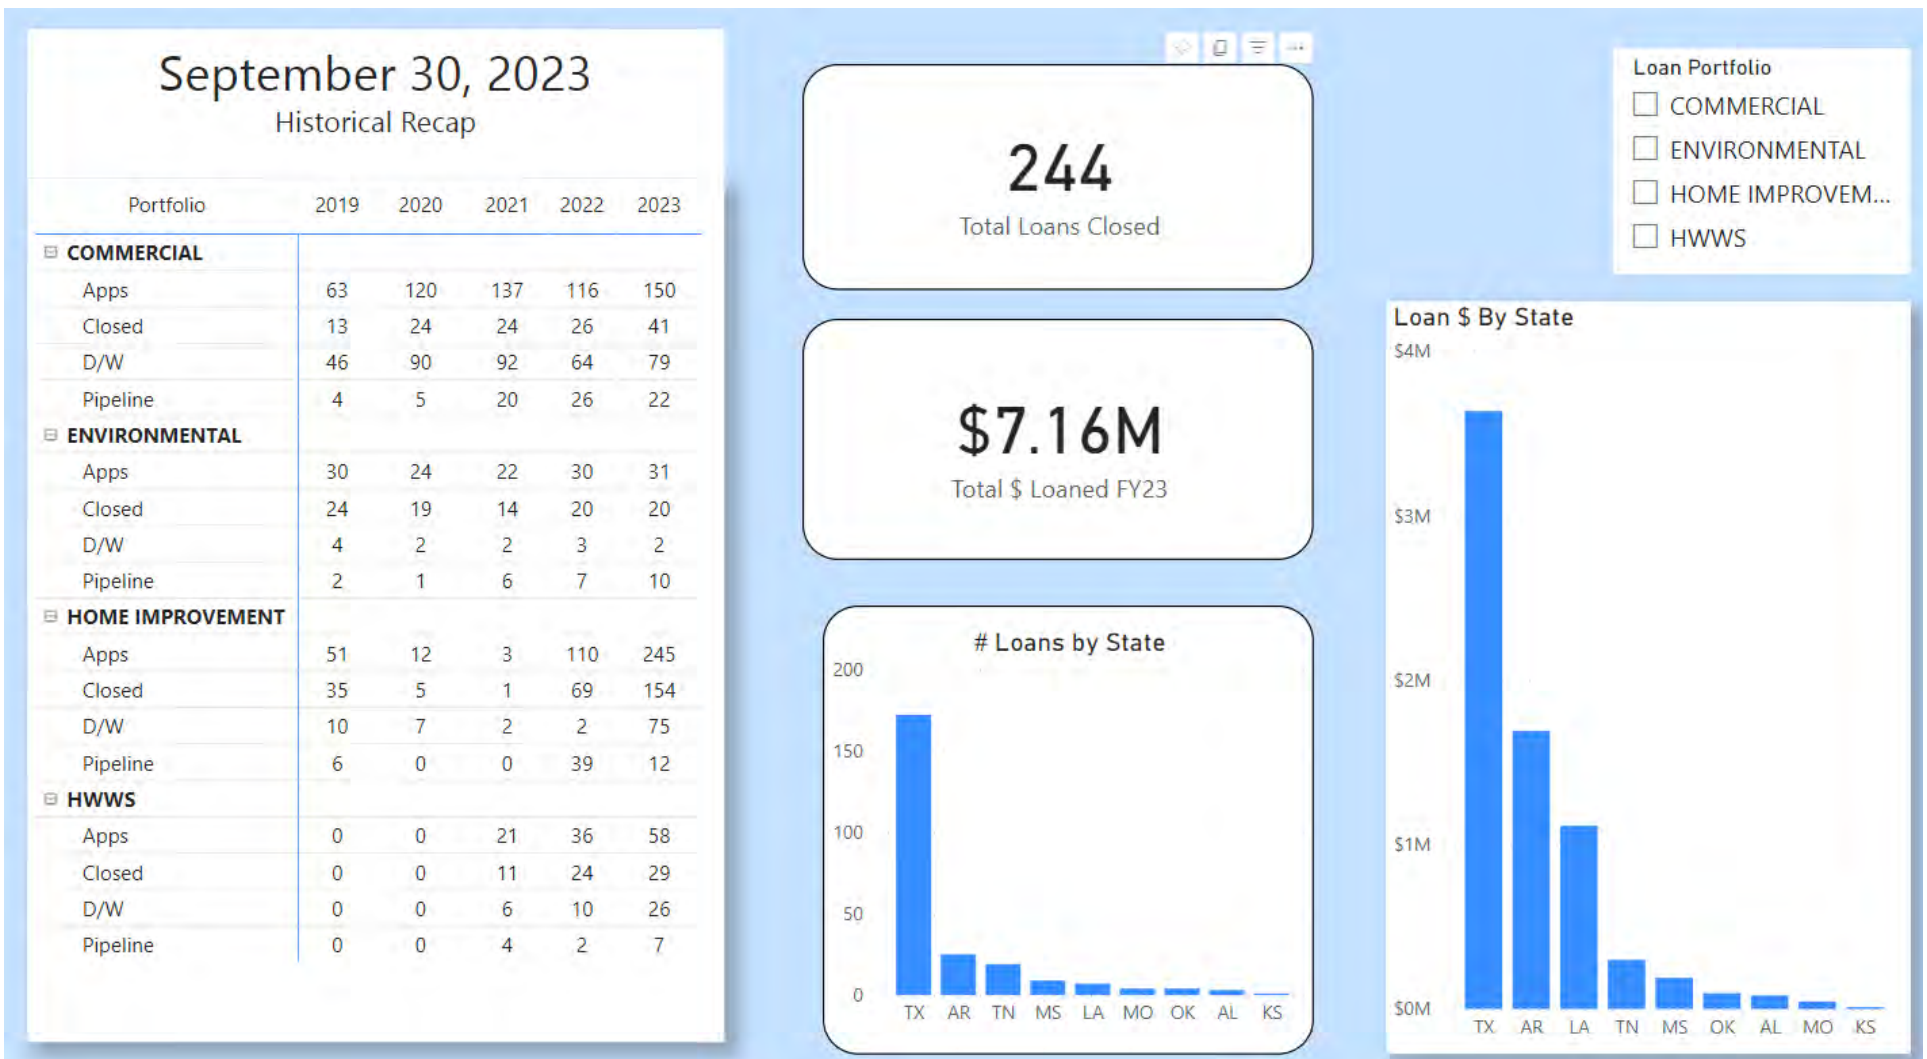 September 30, 2023
Historical Recap
Portfolio 2019 2020 2021 2022 2023
COMMERCIAL
Apps 63 120 137 116 150
Closed 13 24 24 26 41
D/W 46 90 92 64 79
Pipeline 4 5 20 26 22
ENVIRONMENTAL
Apps 30 24 22 30 31
Closed 24 19 14 20 20
D/W 4 2 2 3 2
Pipeline 2 1 6 7 10
HOME IMPROVEMENT
Apps 51 12 3 110 245
Closed 35 5 1 69 154
D/W 10 7 2 2 75
Pipeline 6 0 0 39 12
HWWS
Apps 0 0 21 36 58
Closed 0 0 11 24 29
D/W 0 0 6 10 26
Pipeline 0 0 4 2 7
244
Total Loans Closed
$7.16M
Total $ Loaned FY23
# Loans by State
200
150
100
50
0
TX AR TN MS LA MO OK AL KS
Loan Portfolio
COMMERCIAL
ENVIRONMENTAL
HOME IMPROVEM...
HWWS
Loan $ By State
$4M
$3M
$2M
$1M
$0M
TX AR LA TN MS OK AL MO KS